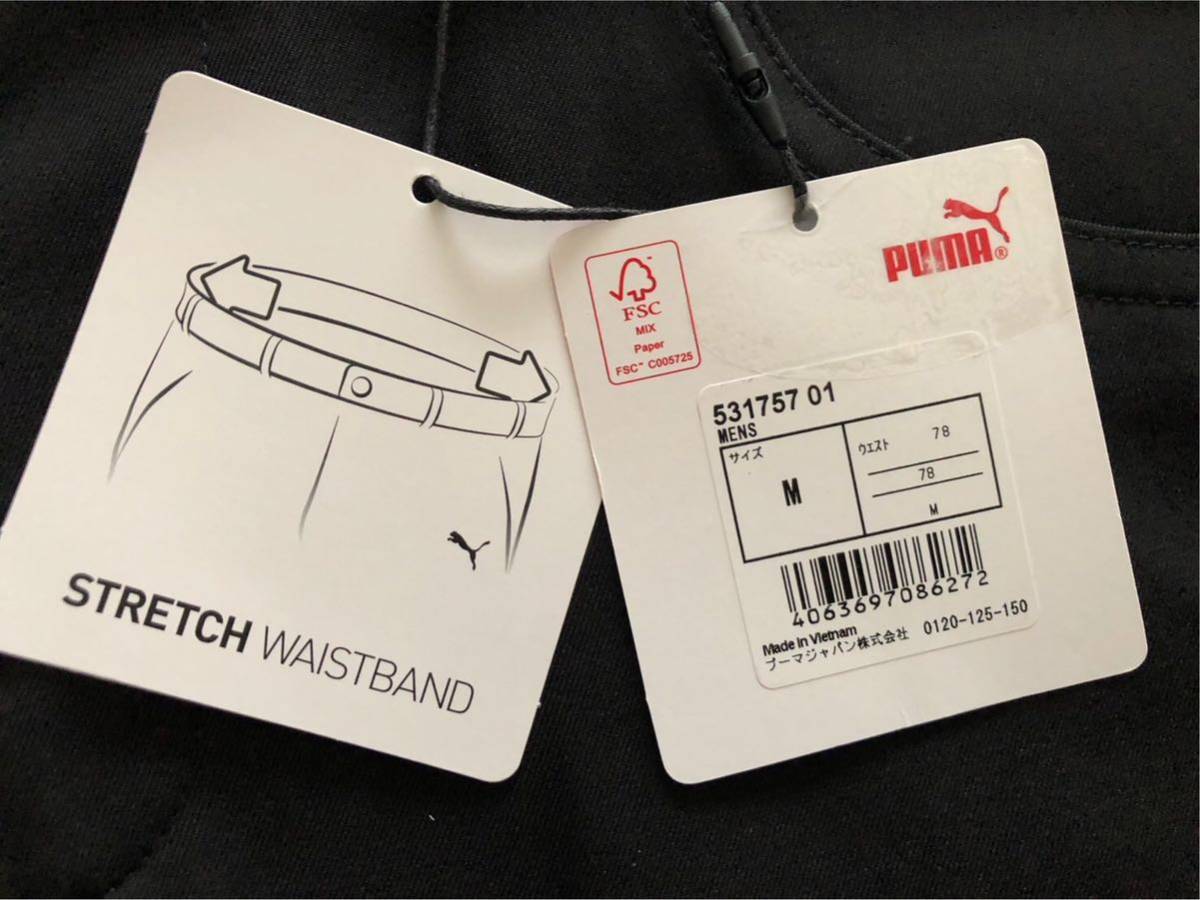 STRETCH WAISTBAND
PUMA®
FSC™
MIX
Paper
FSC™ C005725
531757 01
MENS
サイズ
M
ウエスト 78
78
M
4063697086272
Made in Vietnam
プーマジャパン株式会社 0120-125-150